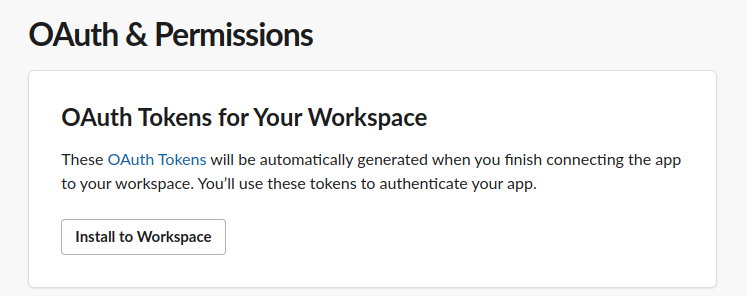 OAuth & Permissions
OAuth Tokens for Your Workspace
These OAuth Tokens will be automatically generated when you finish connecting the app
to your workspace. You’ll use these tokens to authenticate your app.
Install to Workspace